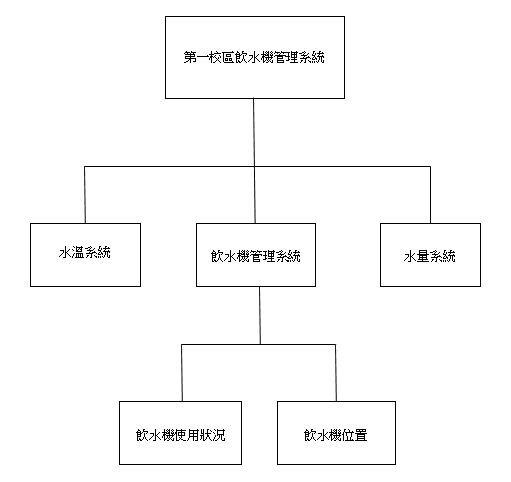 第一校區飲水機管理系統
水溫系統
飲水機管理系統
水量系統
飲水機使用狀況
飲水機位置